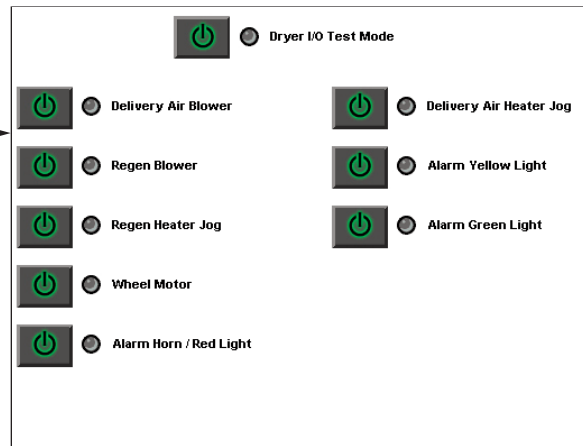 Dryer I/O Test Mode
Delivery Air Blower
Delivery Air Heater Jog
Regen Blower
Alarm Yellow Light
Regen Heater Jog
Alarm Green Light
Wheel Motor
Alarm Horn / Red Light